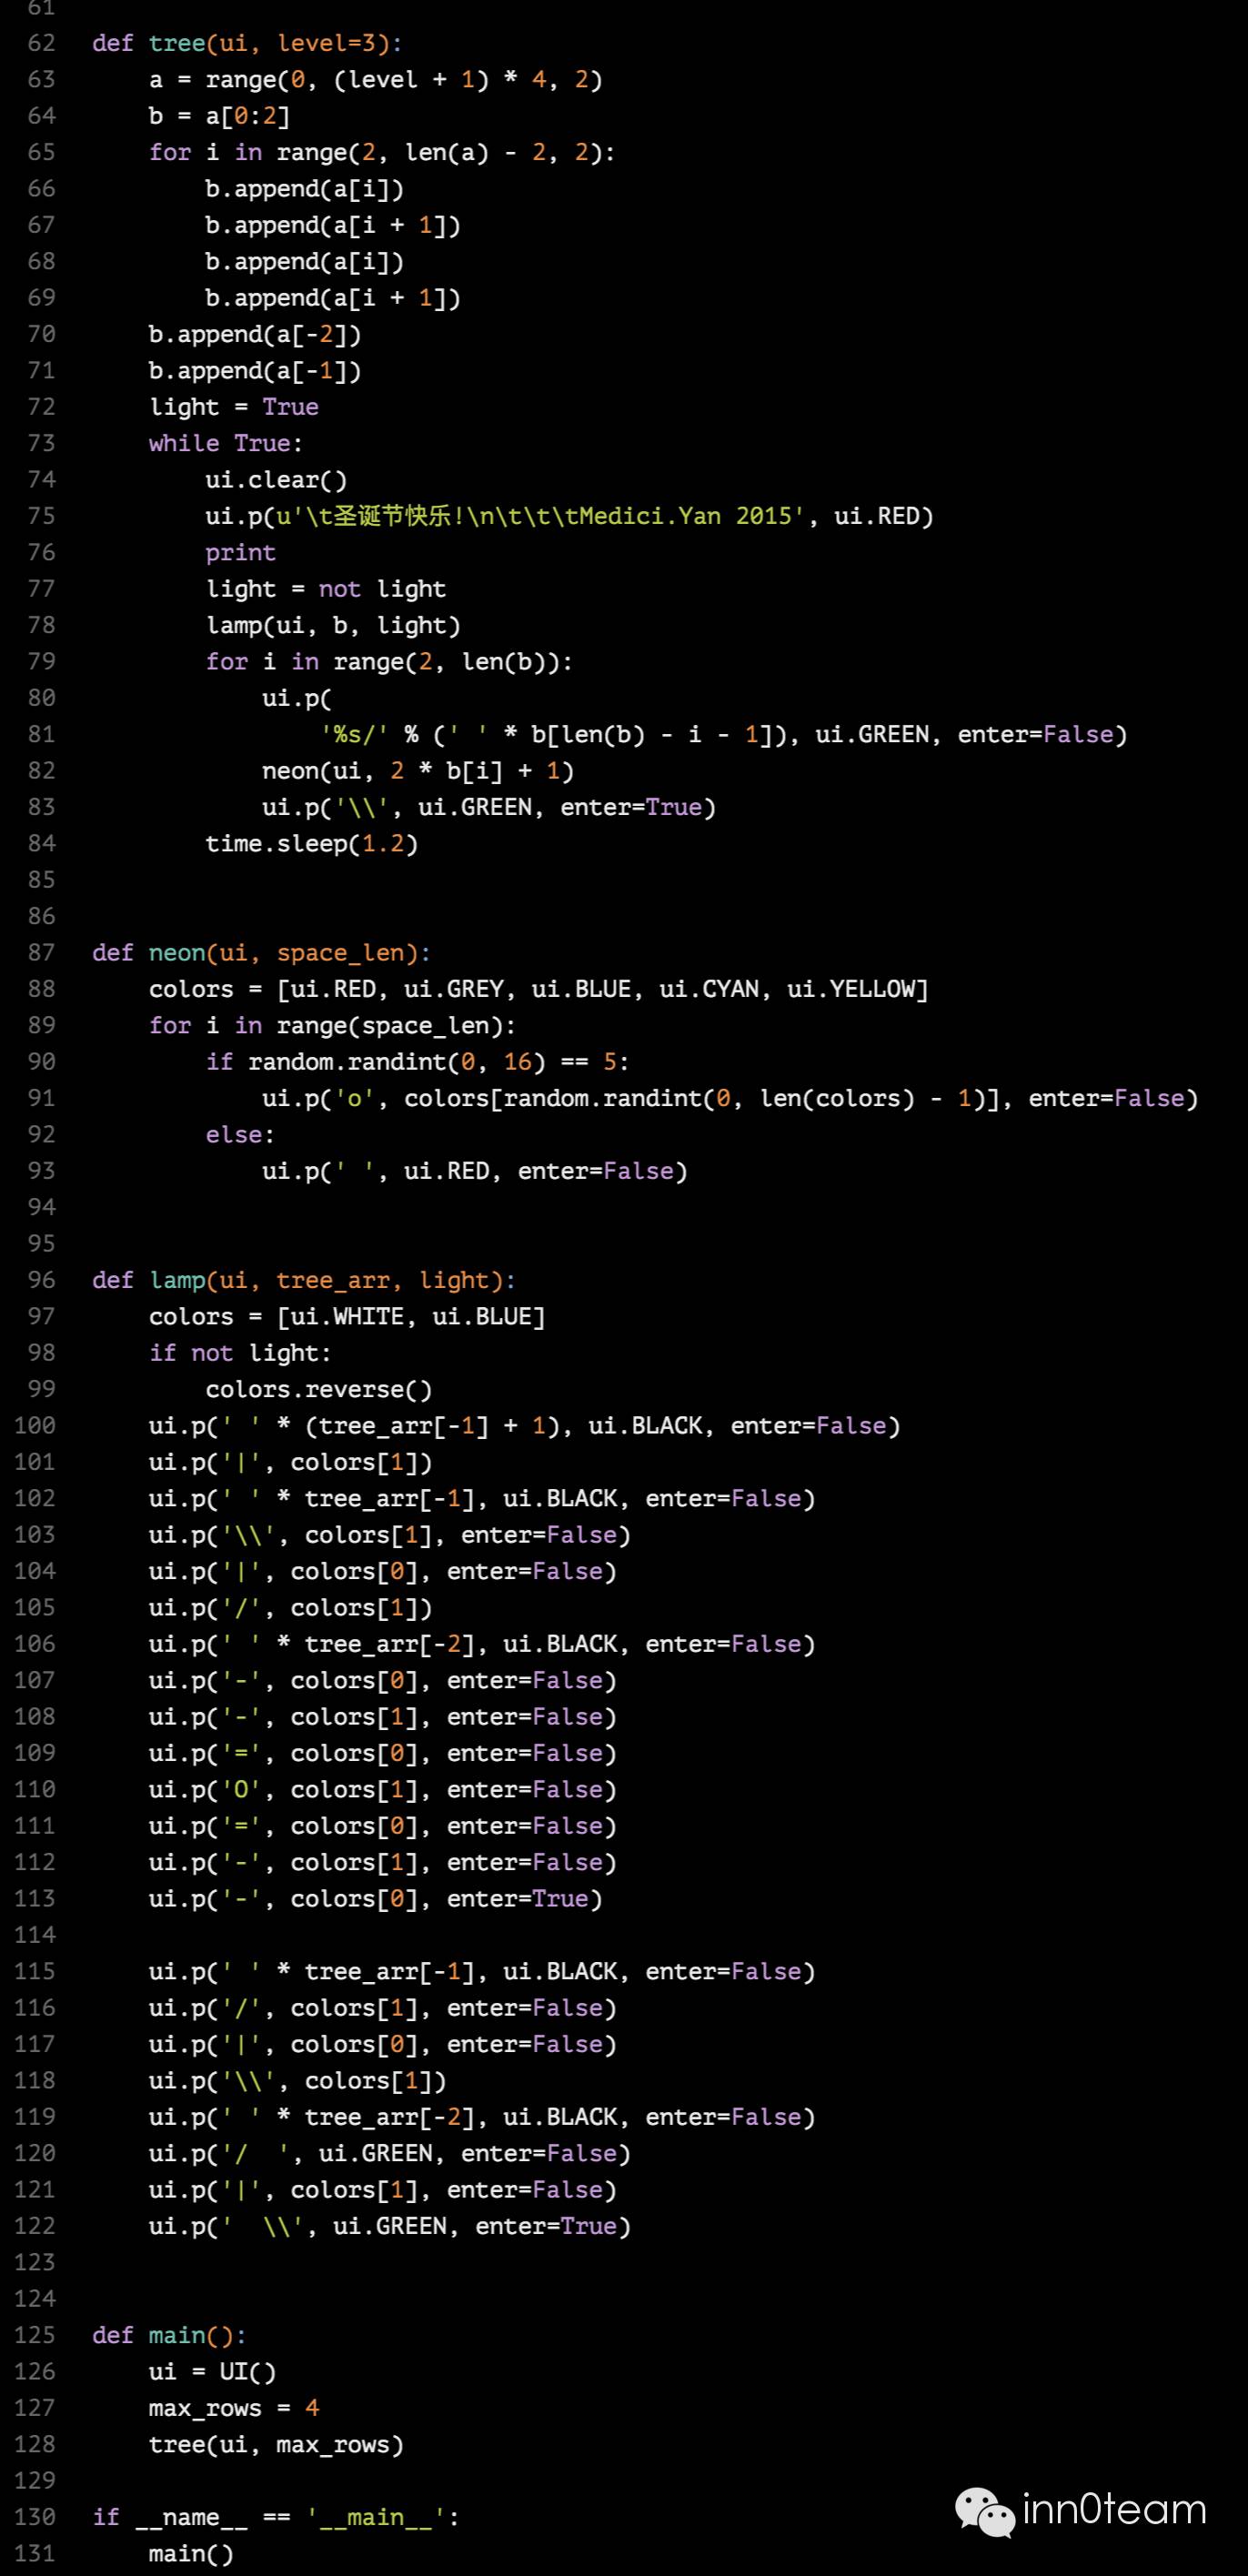 61
62 def tree(ui, level=3):
63     a = range(0, (level + 1) * 4, 2)
64     b = a[0:2]
65     for i in range(2, len(a) - 2, 2):
66         b.append(a[i])
67         b.append(a[i + 1])
68         b.append(a[i])
69         b.append(a[i + 1])
70     b.append(a[-2])
71     b.append(a[-1])
72     light = True
73     while True:
74         ui.clear()
75         ui.p(u'\t圣诞节快乐!\n\t\t\tMedici.Yan 2015', ui.RED)
76         print
77         light = not light
78         lamp(ui, b, light)
79         for i in range(2, len(b)):
80             ui.p(
81                 '%s/' % (' ' * b[len(b) - i - 1]), ui.GREEN, enter=False)
82             neon(ui, 2 * b[i] + 1)
83             ui.p('\\', ui.GREEN, enter=True)
84         time.sleep(1.2)
85
86
87 def neon(ui, space_len):
88     colors = [ui.RED, ui.GREY, ui.BLUE, ui.CYAN, ui.YELLOW]
89     for i in range(space_len):
90         if random.randint(0, 16) == 5:
91             ui.p('o', colors[random.randint(0, len(colors) - 1)], enter=False)
92         else:
93             ui.p(' ', ui.RED, enter=False)
94
95
96 def lamp(ui, tree_arr, light):
97     colors = [ui.WHITE, ui.BLUE]
98     if not light:
99         colors.reverse()
100     ui.p(' ' * (tree_arr[-1] + 1), ui.BLACK, enter=False)
101     ui.p('|', colors[1])
102     ui.p(' ' * tree_arr[-1], ui.BLACK, enter=False)
103     ui.p('\\', colors[1], enter=False)
104     ui.p('|', colors[0], enter=False)
105     ui.p('/', colors[1])
106     ui.p(' ' * tree_arr[-2], ui.BLACK, enter=False)
107     ui.p('-', colors[0], enter=False)
108     ui.p('-', colors[1], enter=False)
109     ui.p('=', colors[0], enter=False)
110     ui.p('O', colors[1], enter=False)
111     ui.p('=', colors[0], enter=False)
112     ui.p('-', colors[1], enter=False)
113     ui.p('-', colors[0], enter=True)
114
115     ui.p(' ' * tree_arr[-1], ui.BLACK, enter=False)
116     ui.p('/', colors[1], enter=False)
117     ui.p('|', colors[0], enter=False)
118     ui.p('\\', colors[1])
119     ui.p(' ' * tree_arr[-2], ui.BLACK, enter=False)
120     ui.p('/  ', ui.GREEN, enter=False)
121     ui.p('|', colors[1], enter=False)
122     ui.p('  \\', ui.GREEN, enter=True)
123
124
125 def main():
126     ui = UI()
127     max_rows = 4
128     tree(ui, max_rows)
129
130 if __name__ == '__main__':
131     main()
inn0team